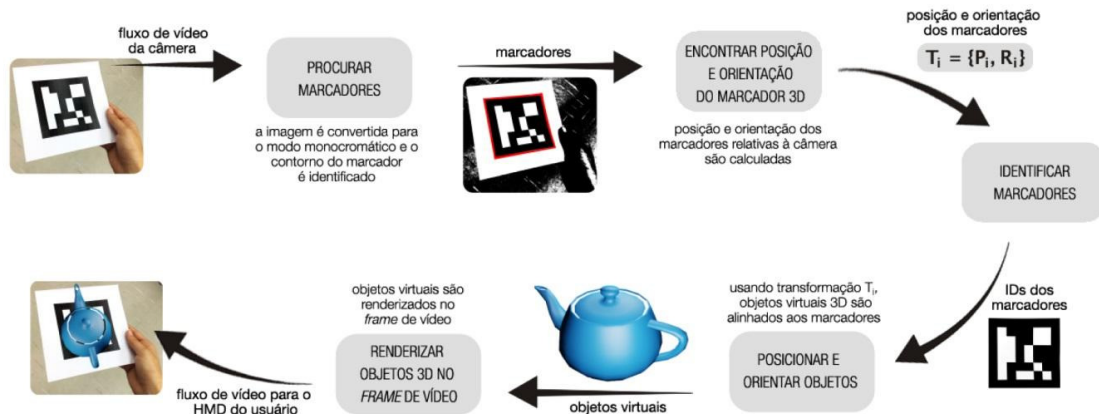 fluxo de vídeo
da câmera
PROCURAR
MARCADORES
a imagem é convertida para
o modo monocromático e o
contorno do marcador
é identificado
marcadores
ENCONTRAR POSIÇÃO
E ORIENTAÇÃO
DO MARCADOR 3D
posição e orientação dos
marcadores relativas à câmera
são calculadas
posição e orientação
dos marcadores
Ti = {Pi, Ri}
IDENTIFICAR
MARCADORES
IDs dos
marcadores
usando transformação Ti,
objetos virtuais 3D são
alinhados aos marcadores
POSICIONAR E
ORIENTAR OBJETOS
objetos virtuais
objetos virtuais são
renderizados no
frame de vídeo
RENDERIZAR
OBJETOS 3D NO
FRAME DE VÍDEO
fluxo de vídeo para o
HMD do usuário